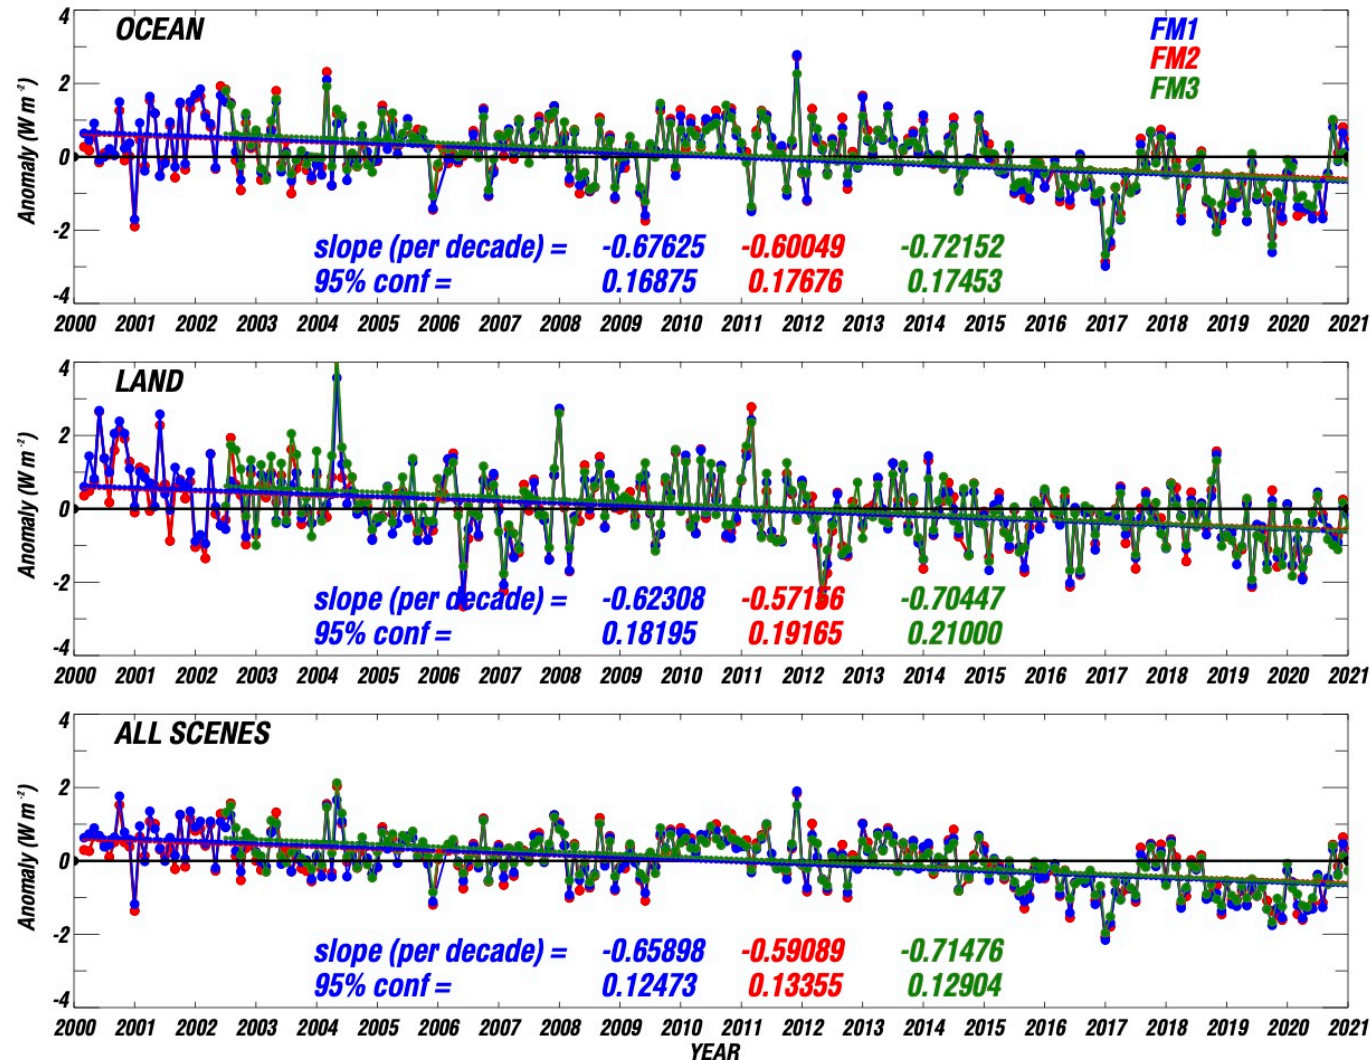 4
OCEAN
FM1
FM2
FM3
2
0
-2
-4
Anomaly (W m⁻²)
slope (per decade) = -0.67625 -0.60049 -0.72152
95% conf = 0.16875 0.17676 0.17453
2000 2001 2002 2003 2004 2005 2006 2007 2008 2009 2010 2011 2012 2013 2014 2015 2016 2017 2018 2019 2020 2021
4
LAND
2
0
-2
-4
Anomaly (W m⁻²)
slope (per decade) = -0.62308 -0.57156 -0.70447
95% conf = 0.18195 0.19165 0.21000
2000 2001 2002 2003 2004 2005 2006 2007 2008 2009 2010 2011 2012 2013 2014 2015 2016 2017 2018 2019 2020 2021
4
ALL SCENES
2
0
-2
-4
Anomaly (W m⁻²)
slope (per decade) = -0.65898 -0.59089 -0.71476
95% conf = 0.12473 0.13355 0.12904
2000 2001 2002 2003 2004 2005 2006 2007 2008 2009 2010 2011 2012 2013 2014 2015 2016 2017 2018 2019 2020 2021
YEAR